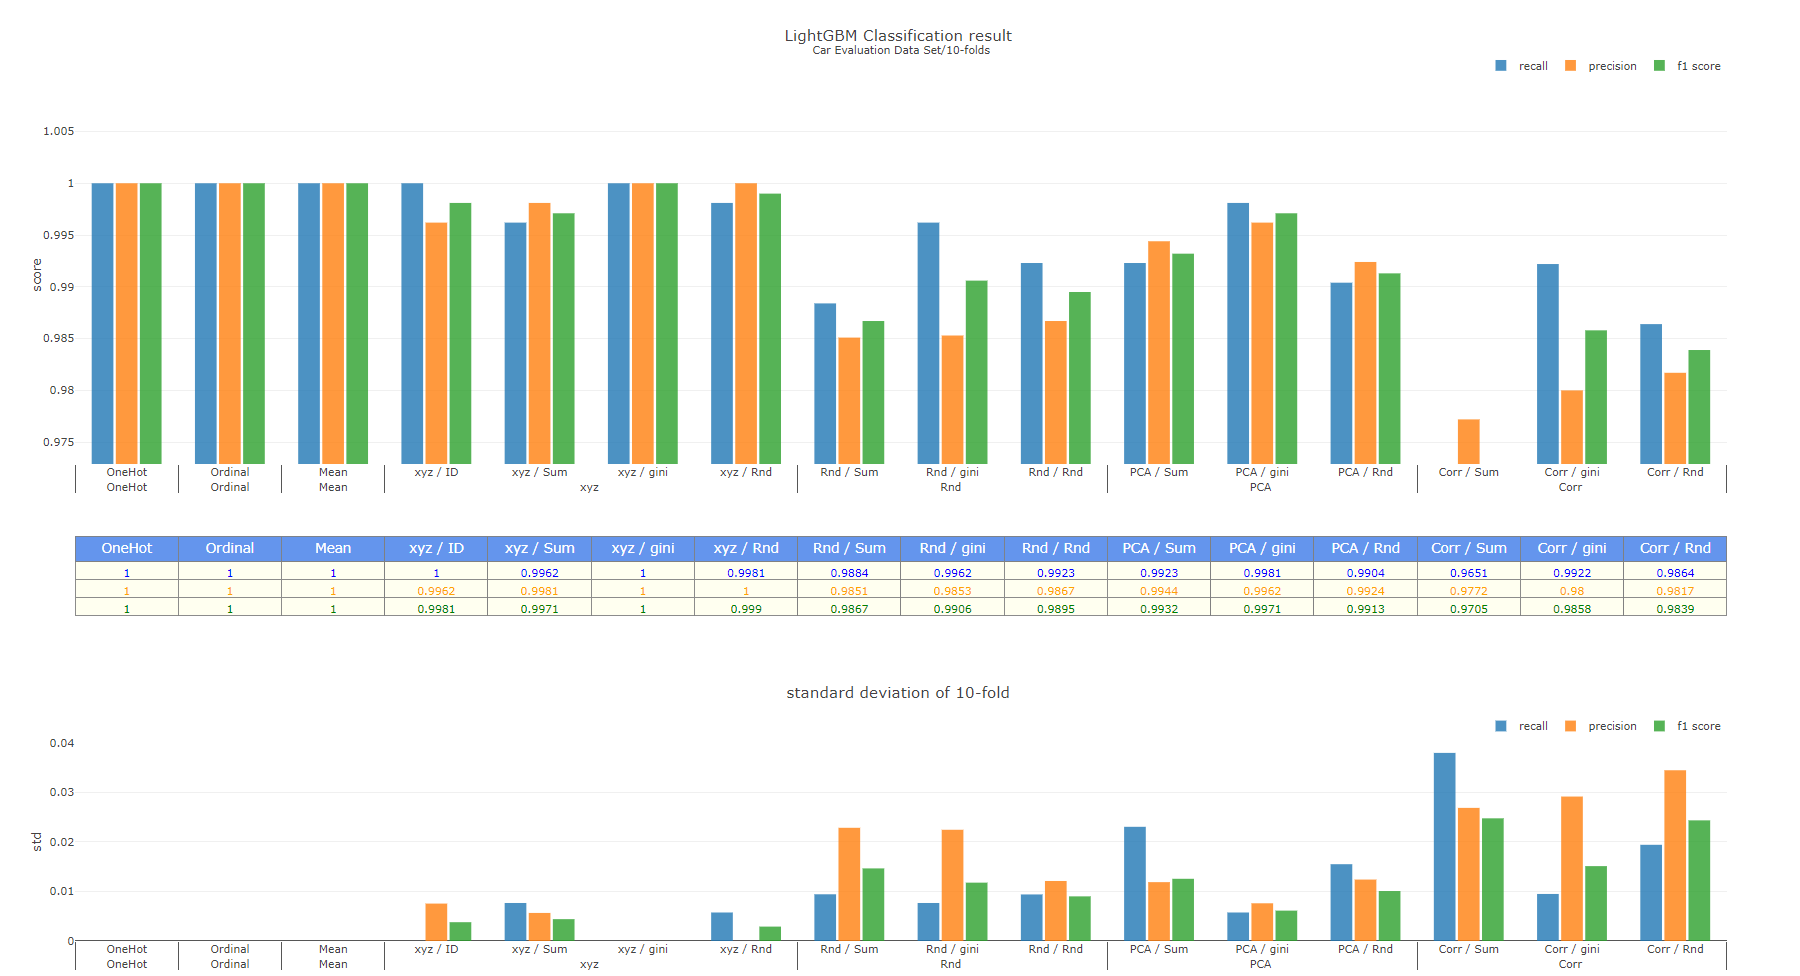 LightGBM Classification result
Car Evaluation Data Set/10-folds
recall precision f1 score
1.005
1
0.995
0.99
0.985
0.98
0.975
score
OneHot Ordinal Mean xyz / ID xyz / Sum xyz / gini xyz / Rnd Rnd / Sum Rnd / gini Rnd / Rnd PCA / Sum PCA / gini PCA / Rnd Corr / Sum Corr / gini Corr / Rnd
OneHot Ordinal Mean xyz Rnd PCA Corr
OneHot Ordinal Mean xyz / ID xyz / Sum xyz / gini xyz / Rnd Rnd / Sum Rnd / gini Rnd / Rnd PCA / Sum PCA / gini PCA / Rnd Corr / Sum Corr / gini Corr / Rnd
1 1 1 1 0.9962 1 0.9981 0.9884 0.9962 0.9923 0.9923 0.9981 0.9904 0.9651 0.9922 0.9864
1 1 1 0.9962 0.9981 1 1 0.9851 0.9853 0.9867 0.9944 0.9962 0.9924 0.9772 0.98 0.9817
1 1 1 0.9981 0.9971 1 0.999 0.9867 0.9906 0.9895 0.9932 0.9971 0.9913 0.9705 0.9858 0.9839
standard deviation of 10-fold
recall precision f1 score
0.04
0.03
0.02
0.01
0
std
OneHot Ordinal Mean xyz / ID xyz / Sum xyz / gini xyz / Rnd Rnd / Sum Rnd / gini Rnd / Rnd PCA / Sum PCA / gini PCA / Rnd Corr / Sum Corr / gini Corr / Rnd
OneHot Ordinal Mean xyz Rnd PCA Corr